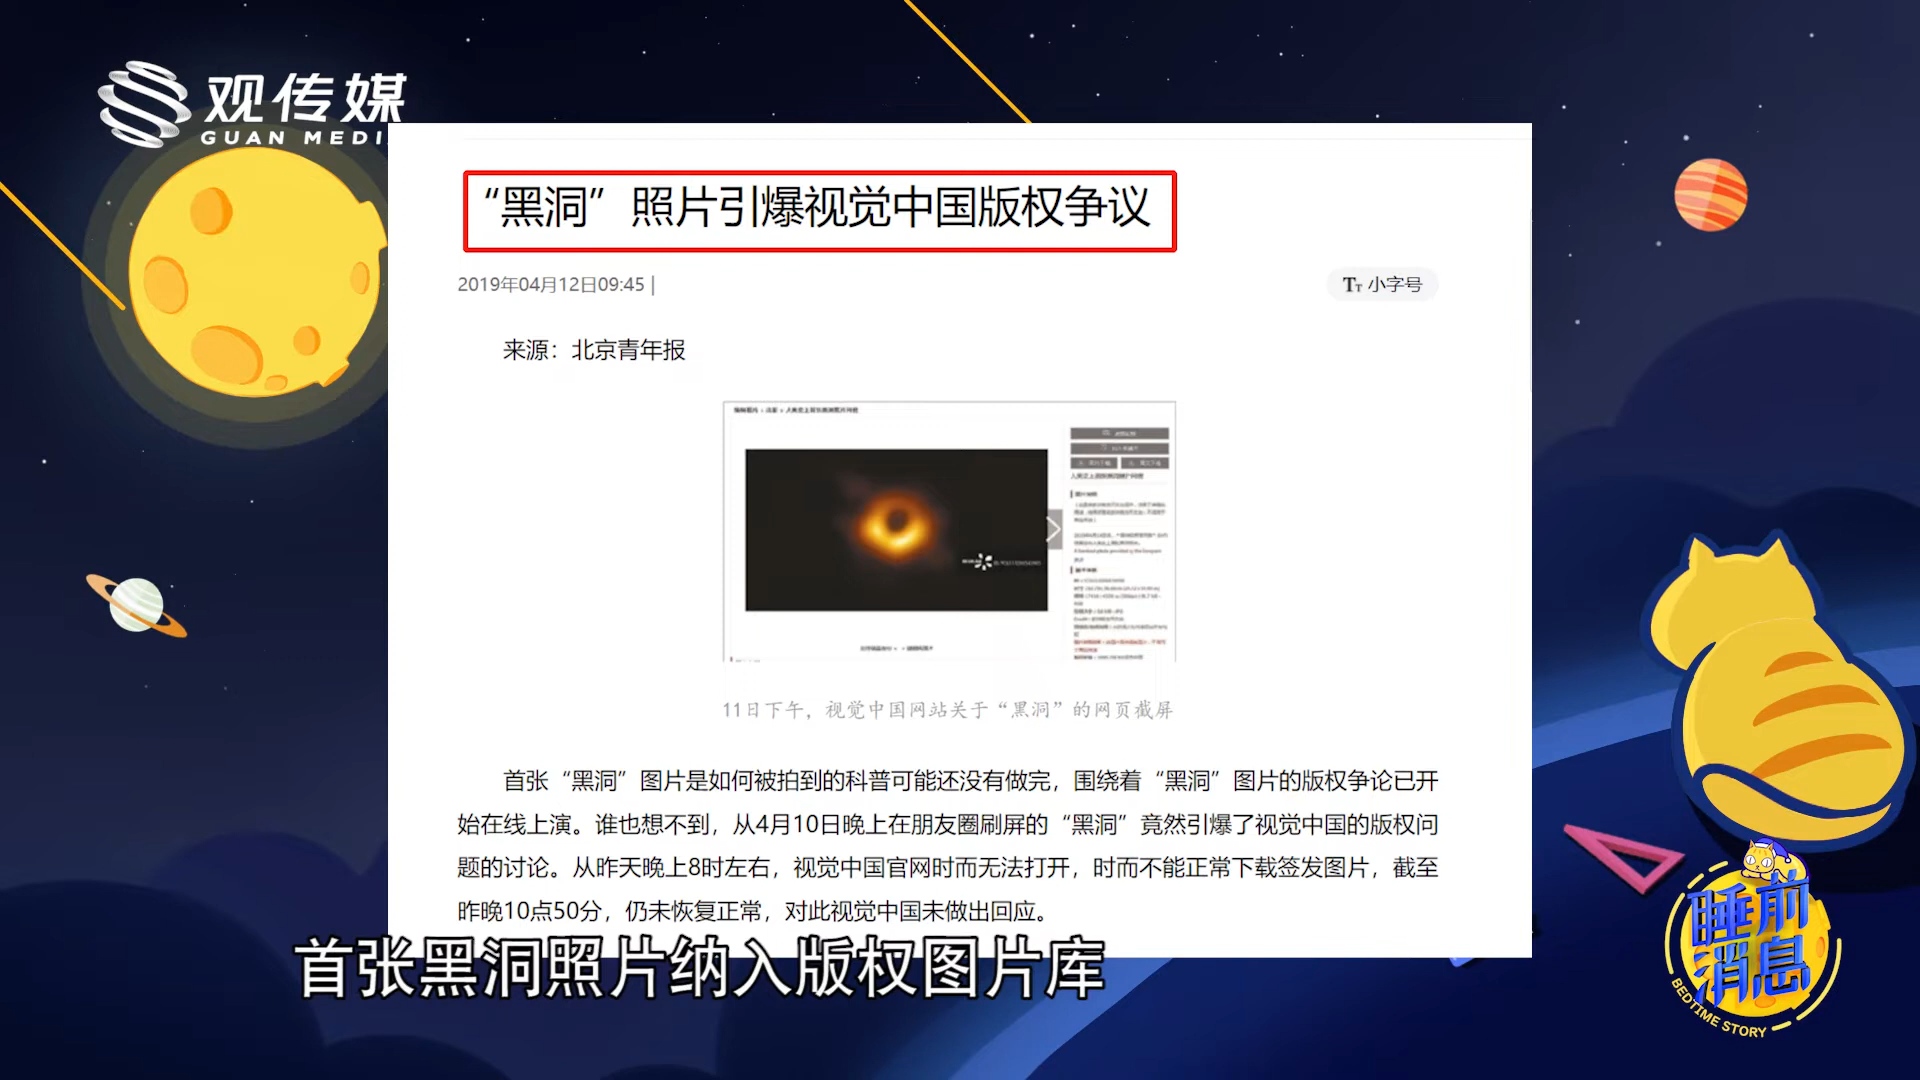 观传媒
GUAN MEDI
“黑洞”照片引爆视觉中国版权争议
2019年04月12日09:45 |
Tт 小字号
来源：北京青年报
11日下午，视觉中国网站关于“黑洞”的网页截屏
首张“黑洞”图片是如何被拍到的科普可能还没有做完，围绕着“黑洞”图片的版权争论已开
始在线上演。谁也想不到，从4月10日晚上在朋友圈刷屏的“黑洞”竟然引爆了视觉中国的版权问
题的讨论。从昨天晚上8时左右，视觉中国官网时而无法打开，时而不能正常下载签发图片，截至
昨晚10点50分，仍未恢复正常，对此视觉中国未做出回应。
首张黑洞照片纳入版权图片库
睡前
消息
BEDTIME STORY